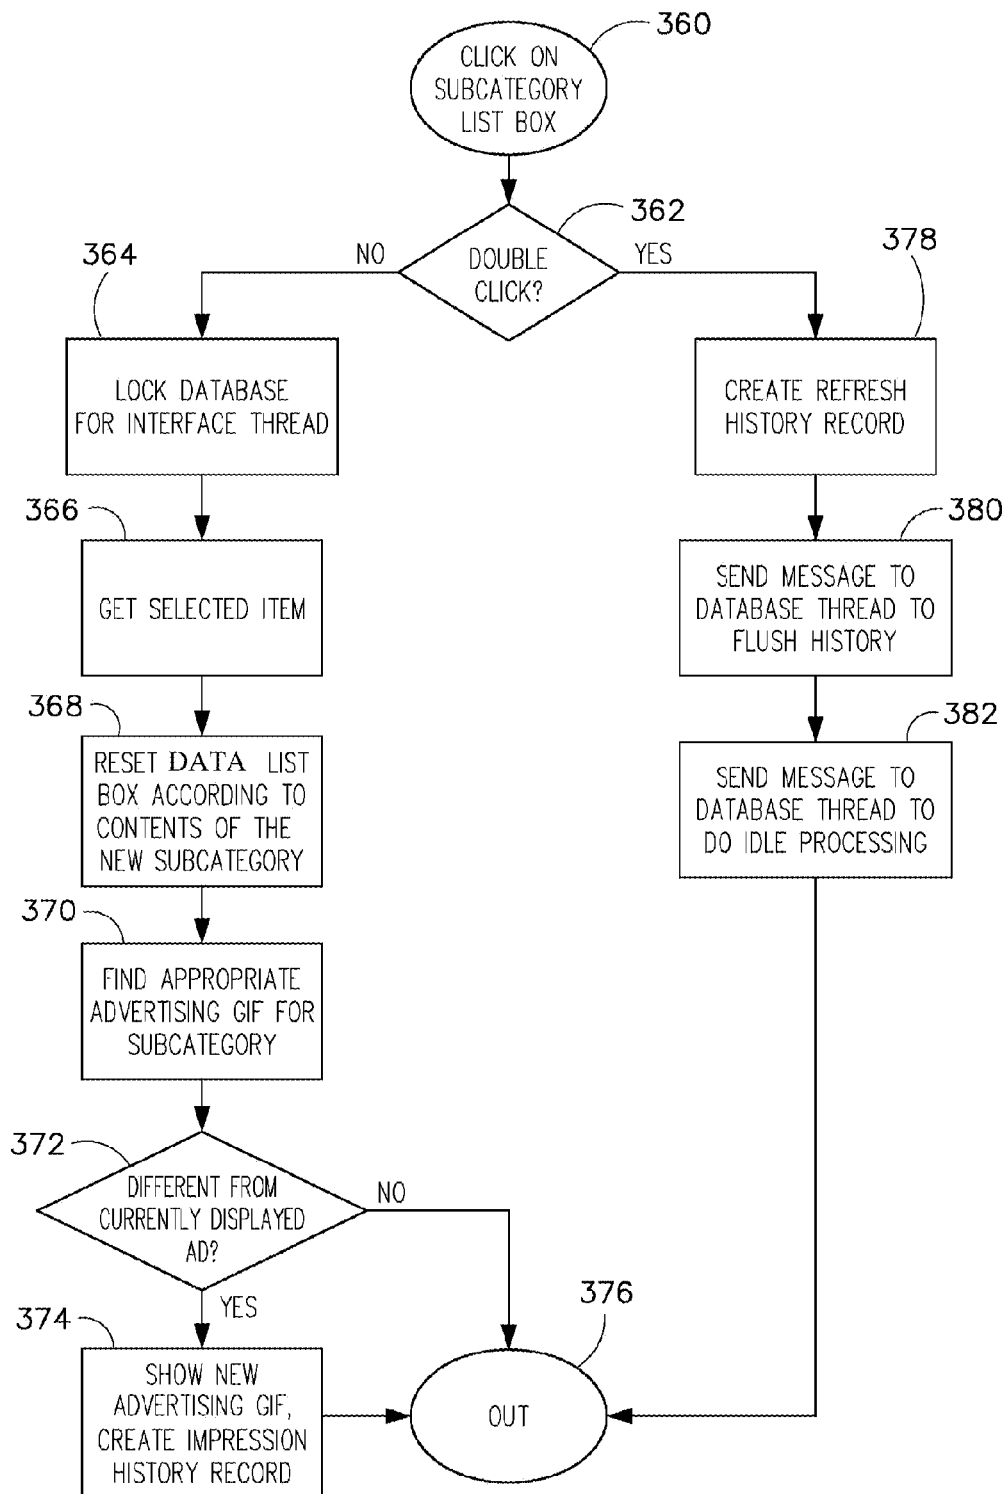 360
CLICK ON
SUBCATEGORY
LIST BOX
362
DOUBLE
CLICK?
NO
YES
364
LOCK DATABASE
FOR INTERFACE THREAD
366
GET SELECTED ITEM
368
RESET DATA LIST
BOX ACCORDING TO
CONTENTS OF THE
NEW SUBCATEGORY
370
FIND APPROPRIATE
ADVERTISING GIF FOR
SUBCATEGORY
372
DIFFERENT FROM
CURRENTLY DISPLAYED
AD?
NO
YES
374
SHOW NEW
ADVERTISING GIF,
CREATE IMPRESSION
HISTORY RECORD
376
OUT
378
CREATE REFRESH
HISTORY RECORD
380
SEND MESSAGE TO
DATABASE THREAD TO
FLUSH HISTORY
382
SEND MESSAGE TO
DATABASE THREAD TO
DO IDLE PROCESSING